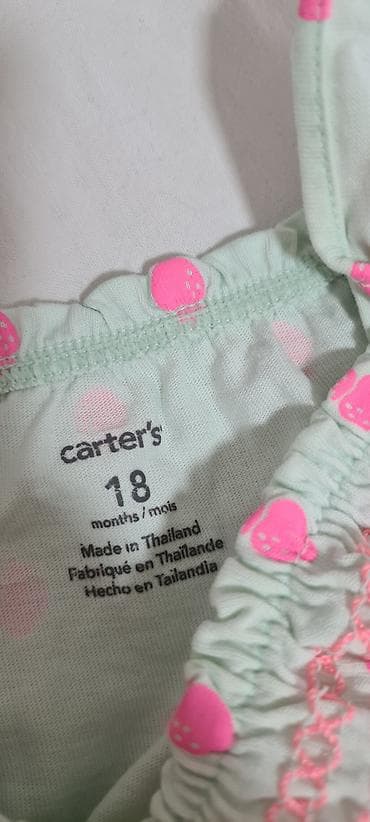 carter's
18
months / mois
Made in Thailand
Fabriqué en Thaïlande
Hecho en Tailandia